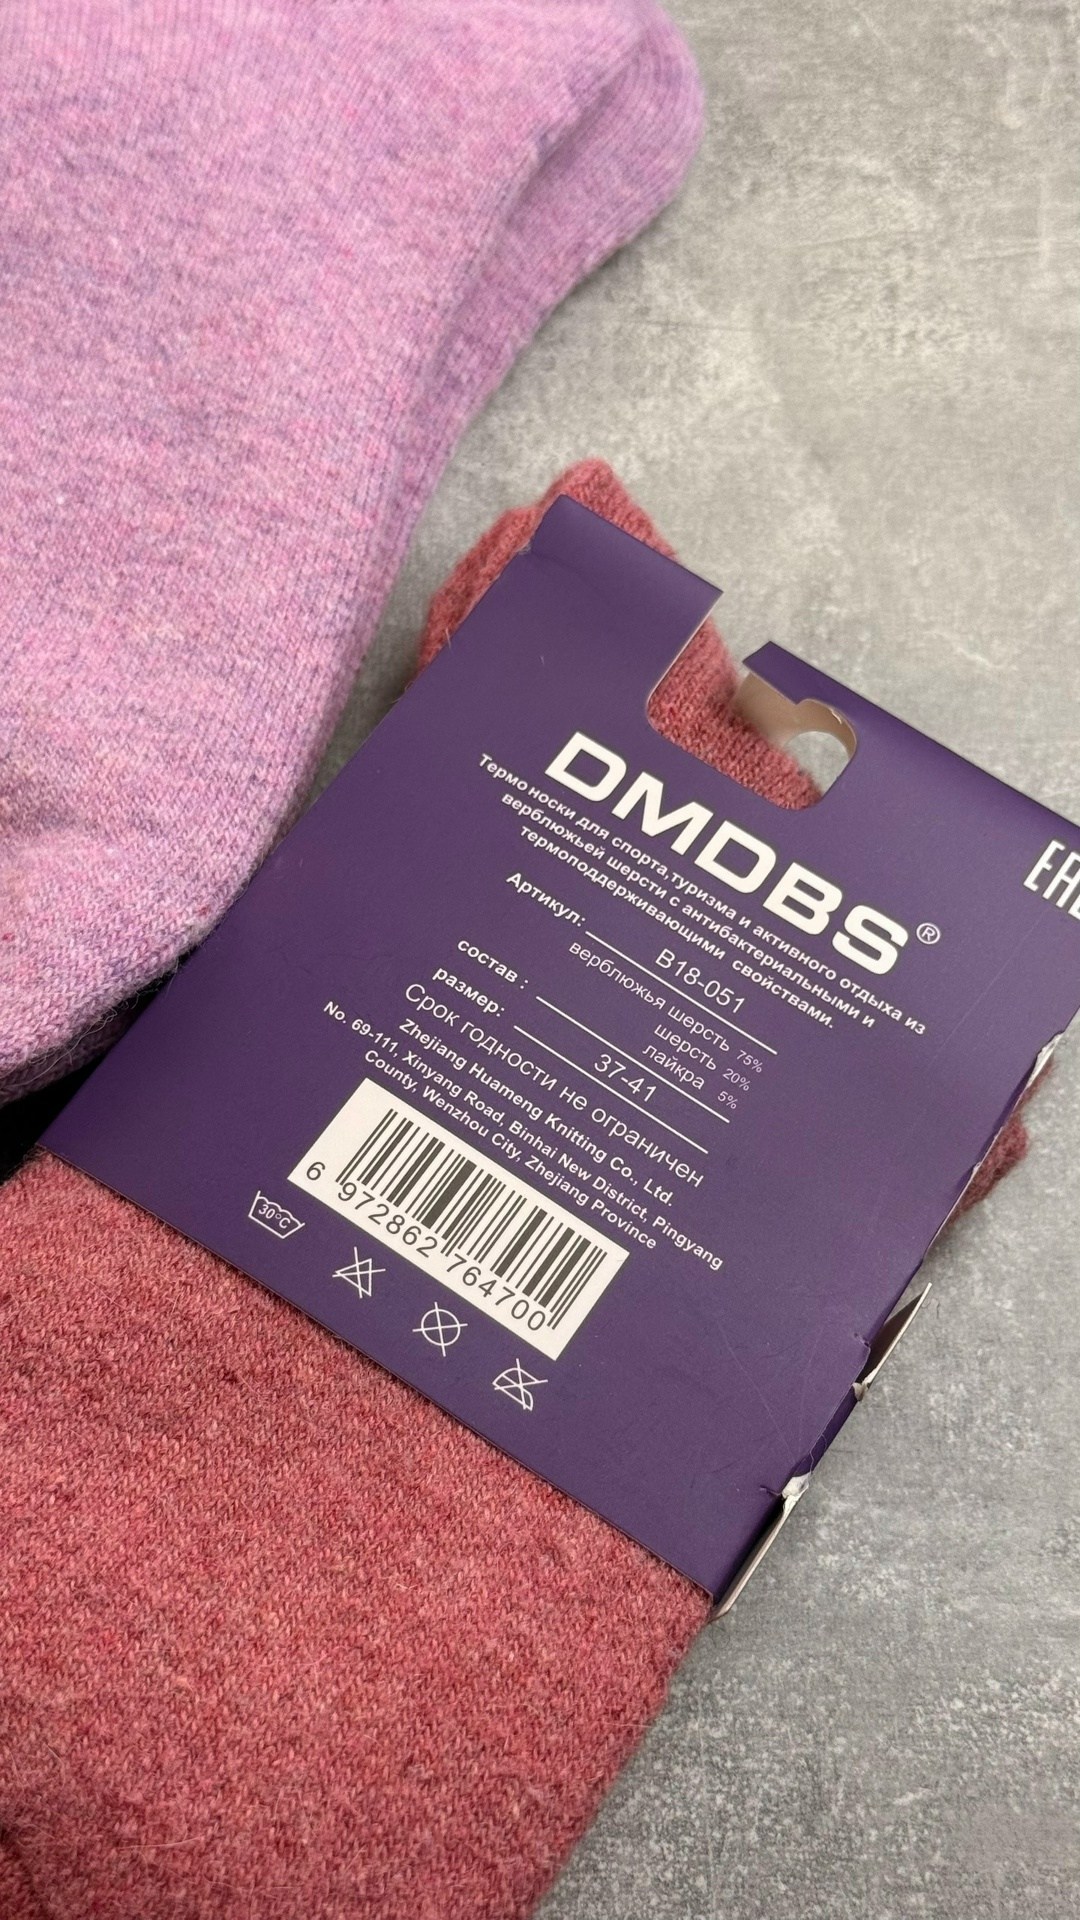 DMDBS®
EAC
Термо носки для спорта,туризма и активного отдыха из
верблюжьей шерсти с антибактериальными и
термоподдерживающими свойствами.
Артикул: B18-051
состав : верблюжья шерсть 75%
шерсть 20%
лайкра 5%
размер: 37-41
Срок годности не ограничен
Zhejiang Huameng Knitting Co., Ltd.
No. 69-111, Xinyang Road, Binhai New District, Pingyang
County, Wenzhou City, Zhejiang Province
6 972862 764700
30°C